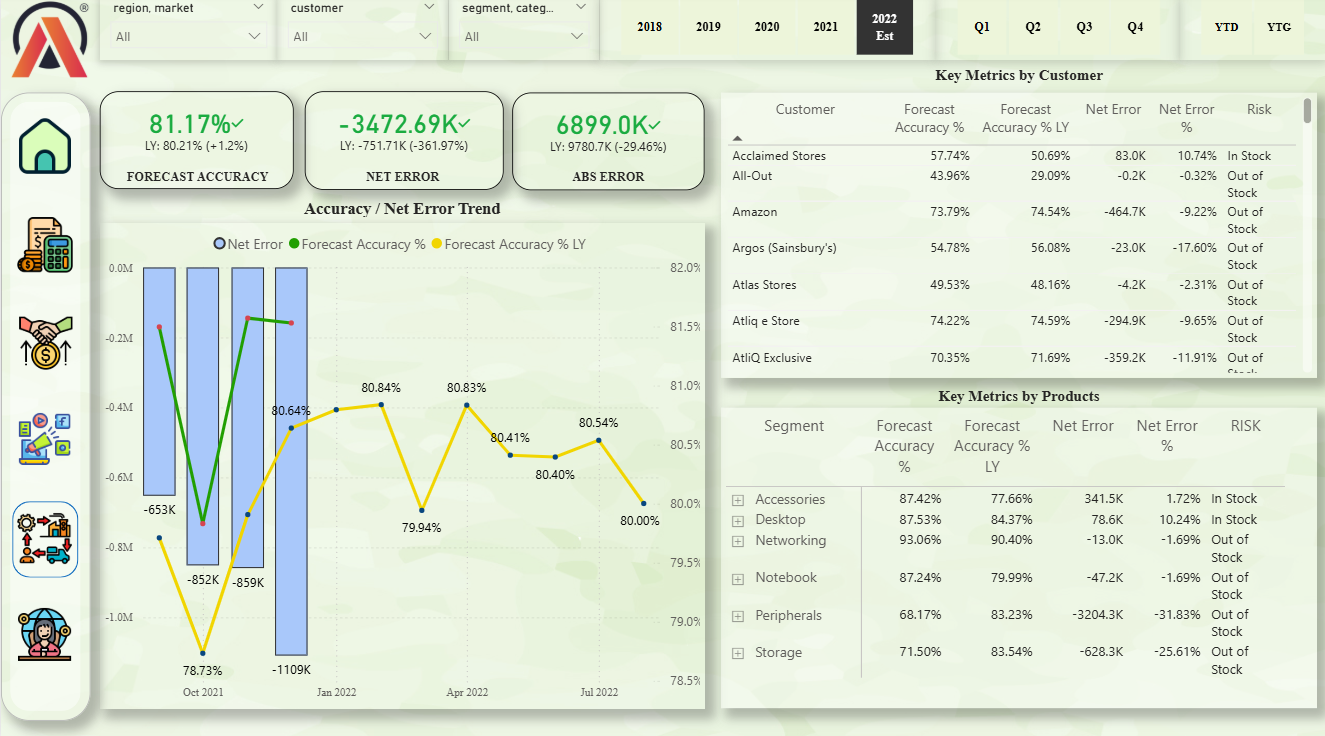 ®
region, market
customer
segment, categ...
All
All
All
2018 2019 2020 2021 2022
Est
Q1 Q2 Q3 Q4
YTD YTG
81.17%✓
LY: 80.21% (+1.2%)
FORECAST ACCURACY
-3472.69K✓
LY: -751.71K (-361.97%)
NET ERROR
6899.0K✓
LY: 9780.7K (-29.46%)
ABS ERROR
Accuracy / Net Error Trend
Net Error Forecast Accuracy % Forecast Accuracy % LY
0.0M
-0.2M
-0.4M
-0.6M
-0.8M
-1.0M
82.0%
81.5%
81.0%
80.5%
80.0%
79.5%
79.0%
78.5%
-653K
-852K
-859K
-1109K
78.73%
80.64%
80.84%
79.94%
80.83%
80.41%
80.40%
80.54%
80.00%
Oct 2021 Jan 2022 Apr 2022 Jul 2022
Key Metrics by Customer
Customer Forecast Accuracy % Forecast Accuracy % LY Net Error Net Error % Risk
Acclaimed Stores 57.74% 50.69% 83.0K 10.74% In Stock
All-Out 43.96% 29.09% -0.2K -0.32% Out of
Stock
Amazon 73.79% 74.54% -464.7K -9.22% Out of
Stock
Argos (Sainsbury's) 54.78% 56.08% -23.0K -17.60% Out of
Stock
Atlas Stores 49.53% 48.16% -4.2K -2.31% Out of
Stock
Atliq e Store 74.22% 74.59% -294.9K -9.65% Out of
Stock
AtliQ Exclusive 70.35% 71.69% -359.2K -11.91% Out of
Stock
Key Metrics by Products
Segment Forecast Accuracy % Forecast Accuracy % LY Net Error Net Error % RISK
Accessories 87.42% 77.66% 341.5K 1.72% In Stock
Desktop 87.53% 84.37% 78.6K 10.24% In Stock
Networking 93.06% 90.40% -13.0K -1.69% Out of
Stock
Notebook 87.24% 79.99% -47.2K -1.69% Out of
Stock
Peripherals 68.17% 83.23% -3204.3K -31.83% Out of
Stock
Storage 71.50% 83.54% -628.3K -25.61% Out of
Stock